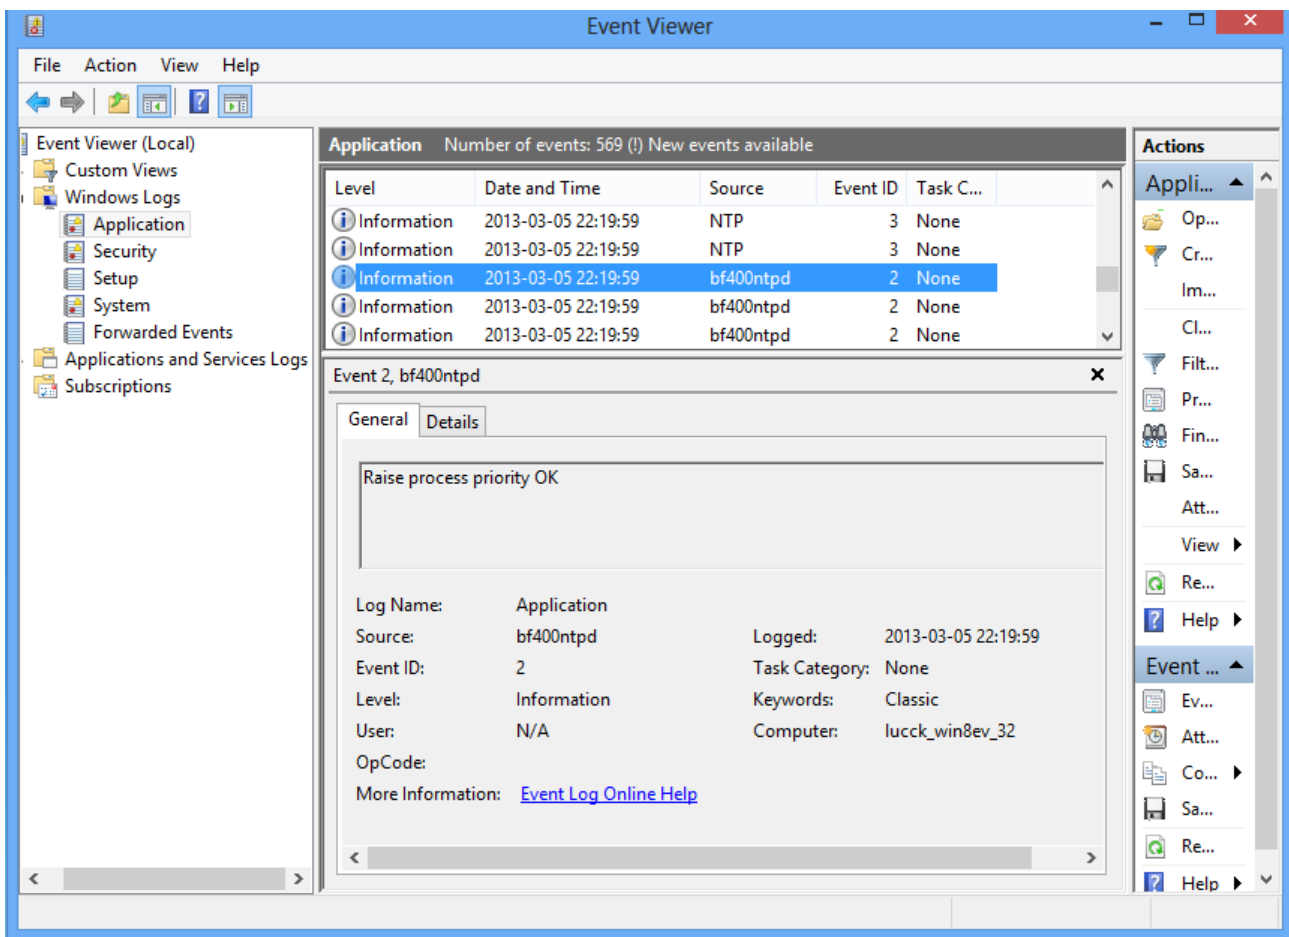 Event Viewer
File Action View Help
Event Viewer (Local)
Custom Views
Windows Logs
Application
Security
Setup
System
Forwarded Events
Applications and Services Logs
Subscriptions
Application Number of events: 569 (!) New events available
Level Date and Time Source Event ID Task C...
Information 2013-03-05 22:19:59 NTP 3 None
Information 2013-03-05 22:19:59 NTP 3 None
Information 2013-03-05 22:19:59 bf400ntpd 2 None
Information 2013-03-05 22:19:59 bf400ntpd 2 None
Information 2013-03-05 22:19:59 bf400ntpd 2 None
Event 2, bf400ntpd
General Details
Raise process priority OK
Log Name: Application
Source: bf400ntpd Logged: 2013-03-05 22:19:59
Event ID: 2 Task Category: None
Level: Information Keywords: Classic
User: N/A Computer: lucck_win8ev_32
OpCode:
More Information: Event Log Online Help
Actions
Appli...
Op...
Cr...
Im...
Cl...
Filt...
Pr...
Fin...
Sa...
Att...
View
Re...
Help
Event ...
Ev...
Att...
Co...
Sa...
Re...
Help